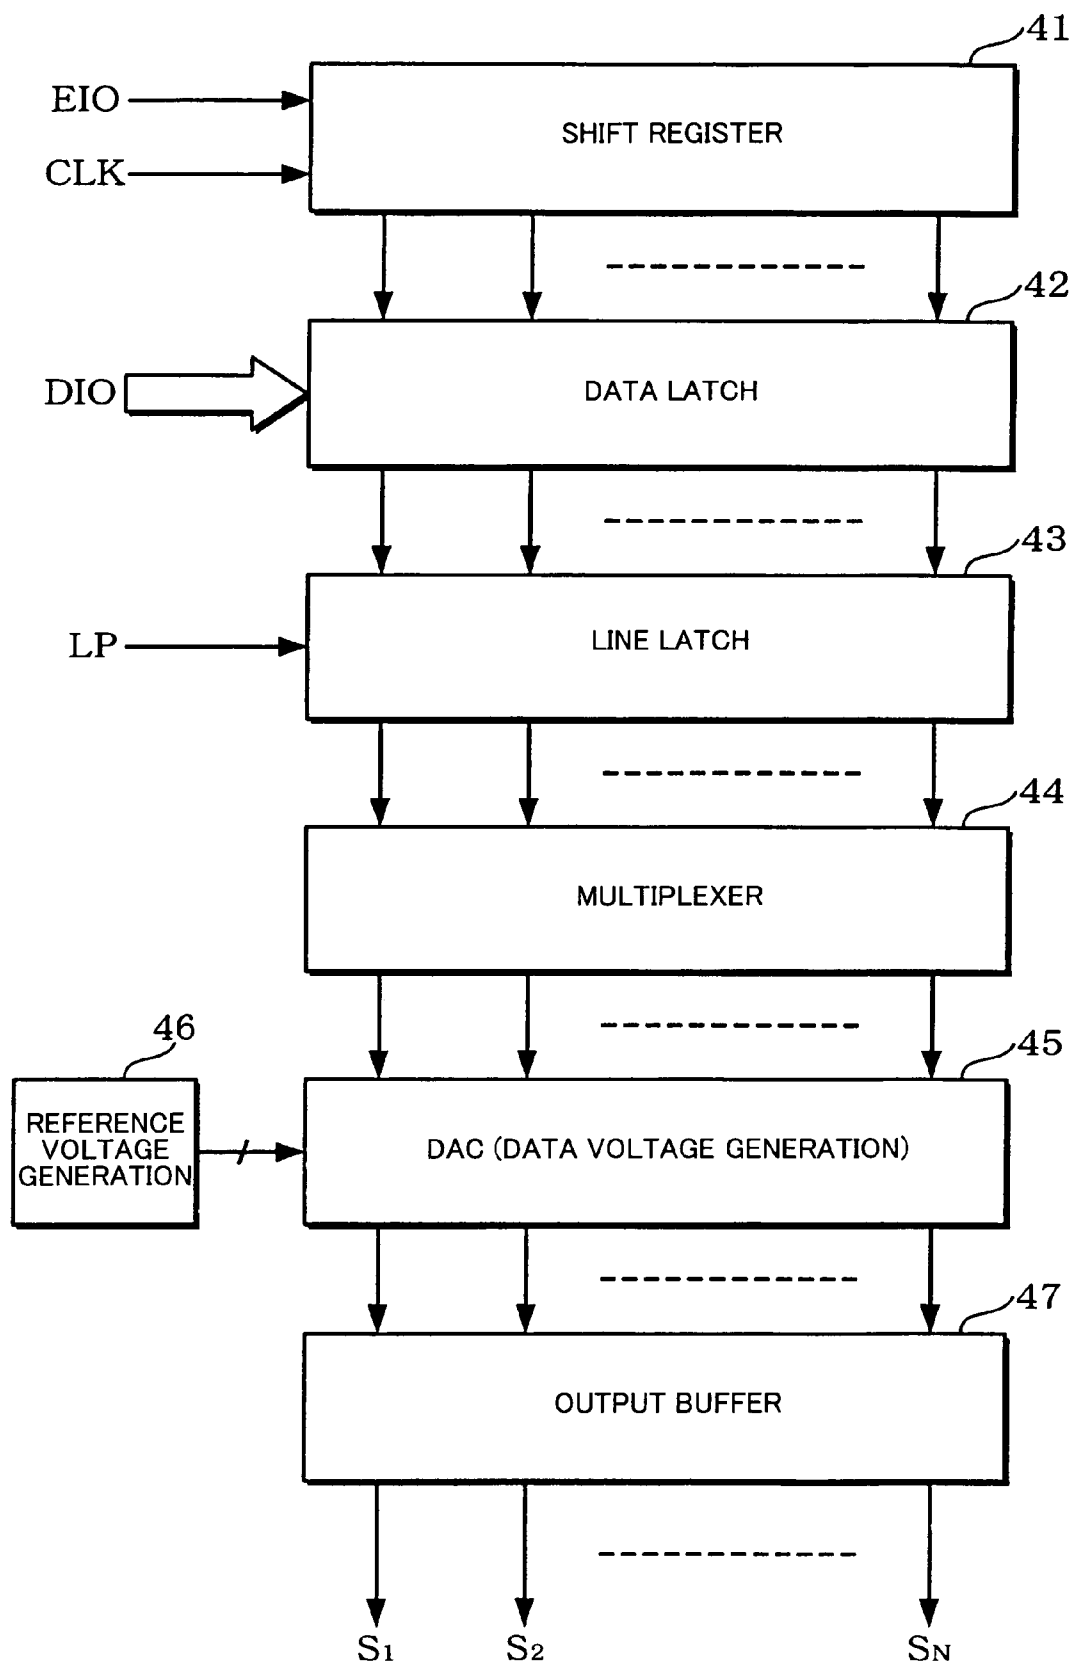 41
EIO
SHIFT REGISTER
CLK
42
DIO
DATA LATCH
43
LP
LINE LATCH
44
MULTIPLEXER
46
45
REFERENCE
VOLTAGE
GENERATION
DAC (DATA VOLTAGE GENERATION)
47
OUTPUT BUFFER
S1 S2 SN